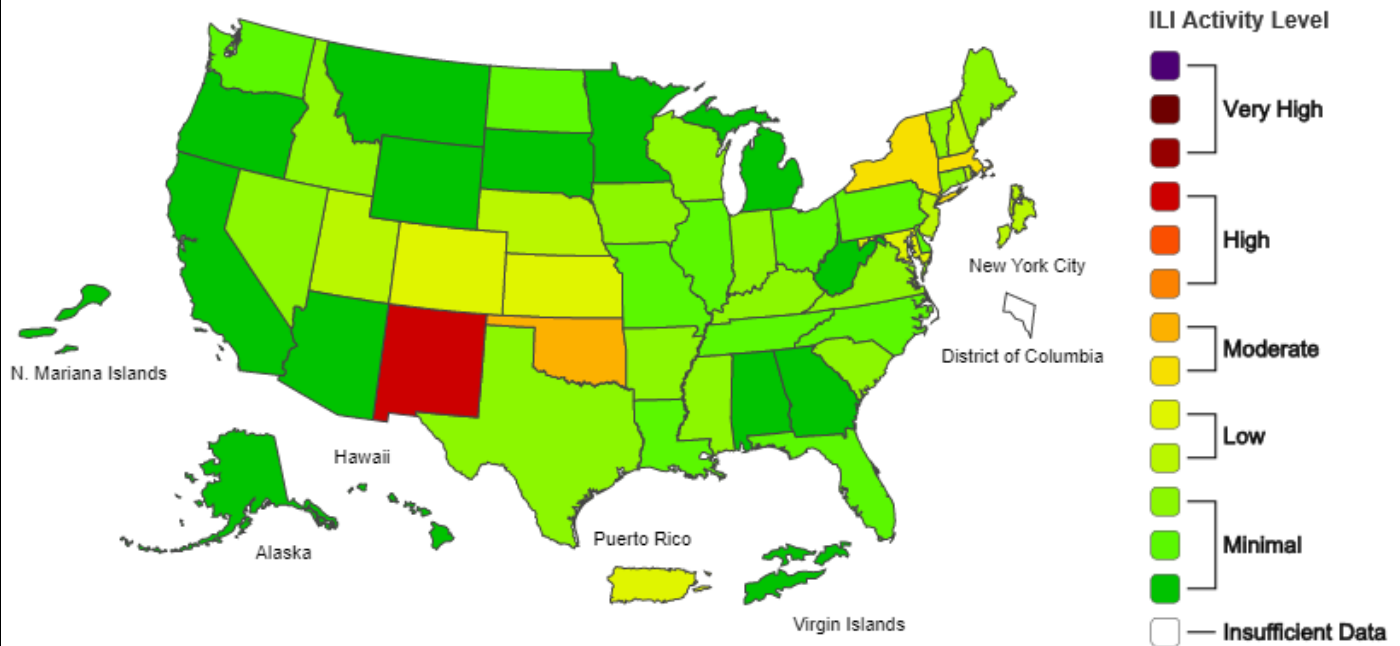 ILI Activity Level
Very High
High
Moderate
Low
Minimal
Insufficient Data
New York City
District of Columbia
N. Mariana Islands
Hawaii
Alaska
Puerto Rico
Virgin Islands